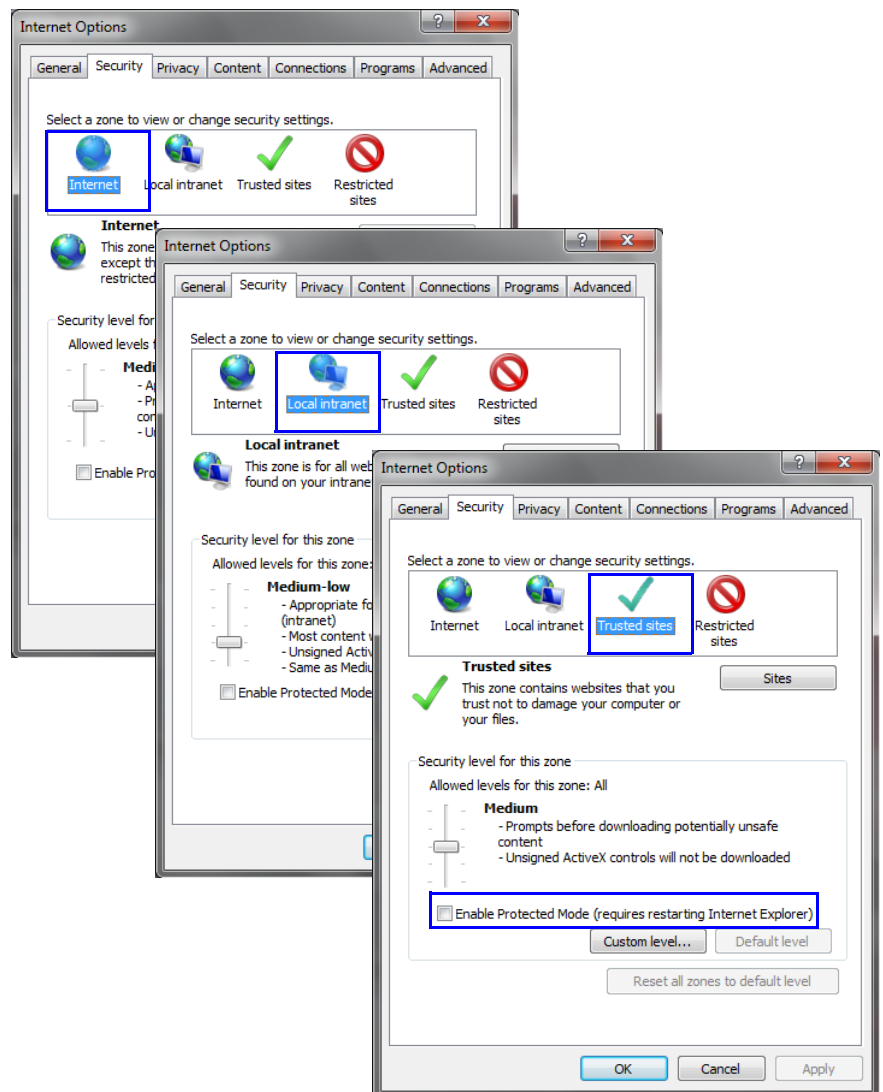 Internet Options
General Security Privacy Content Connections Programs Advanced
Select a zone to view or change security settings.
Internet Local intranet Trusted sites Restricted
sites
Internet
This zone
except th
restricted
Security level for
Allowed levels
Medi
- A
- Pr
con
- U
Enable Pro
Internet Options
General Security Privacy Content Connections Programs Advanced
Select a zone to view or change security settings.
Internet Local intranet Trusted sites Restricted
sites
Local intranet
This zone is for all web
found on your intrane
Security level for this zone
Allowed levels for this zone:
Medium-low
- Appropriate fo
(intranet)
- Most content w
- Unsigned Activ
- Same as Mediu
Enable Protected Mode
Internet Options
General Security Privacy Content Connections Programs Advanced
Select a zone to view or change security settings.
Internet Local intranet Trusted sites Restricted
sites
Trusted sites
This zone contains websites that you
trust not to damage your computer or
your files.
Sites
Security level for this zone
Allowed levels for this zone: All
Medium
- Prompts before downloading potentially unsafe
content
- Unsigned ActiveX controls will not be downloaded
Enable Protected Mode (requires restarting Internet Explorer)
Custom level... Default level
Reset all zones to default level
OK Cancel Apply